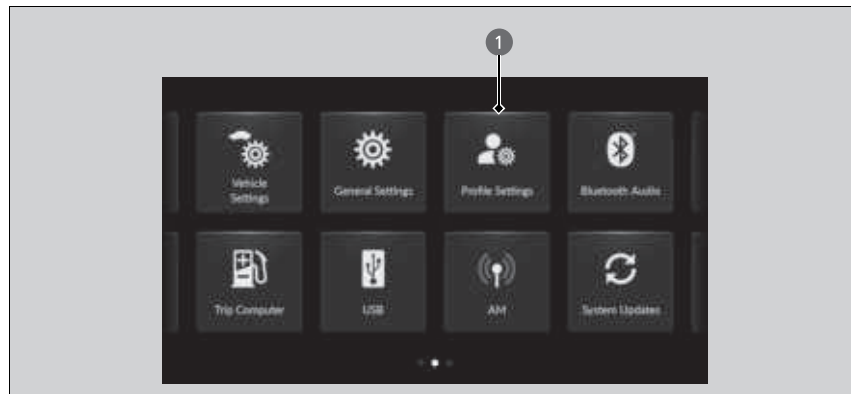 1
Vehicle
Settings
General Settings
Profile Settings
Bluetooth Audio
Trip Computer
USB
AM
System Updates